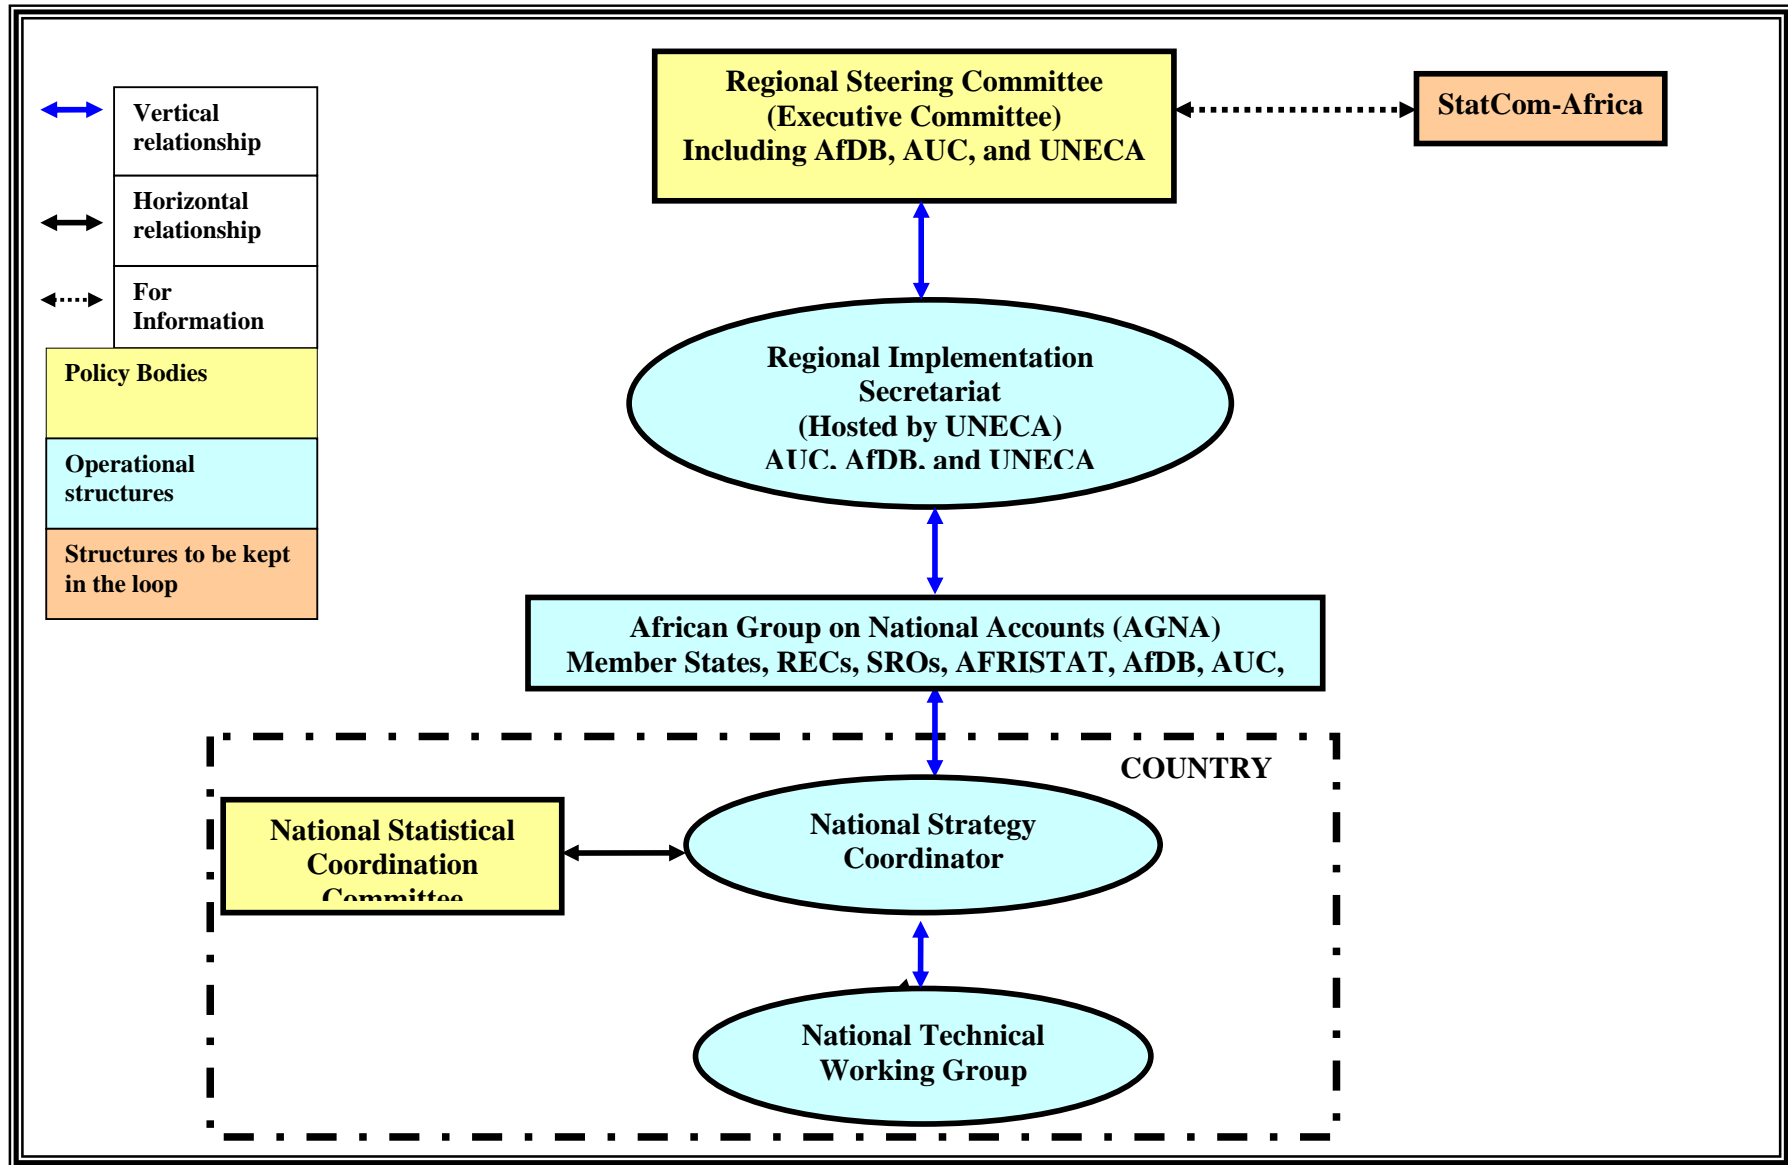 Vertical
relationship
Horizontal
relationship
For
Information
Policy Bodies
Operational
structures
Structures to be kept
in the loop
Regional Steering Committee
(Executive Committee)
Including AfDB, AUC, and UNECA
StatCom-Africa
Regional Implementation
Secretariat
(Hosted by UNECA)
AUC, AfDB, and UNECA
African Group on National Accounts (AGNA)
Member States, RECs, SROs, AFRISTAT, AfDB, AUC,
COUNTRY
National Statistical
Coordination
Committee
National Strategy
Coordinator
National Technical
Working Group